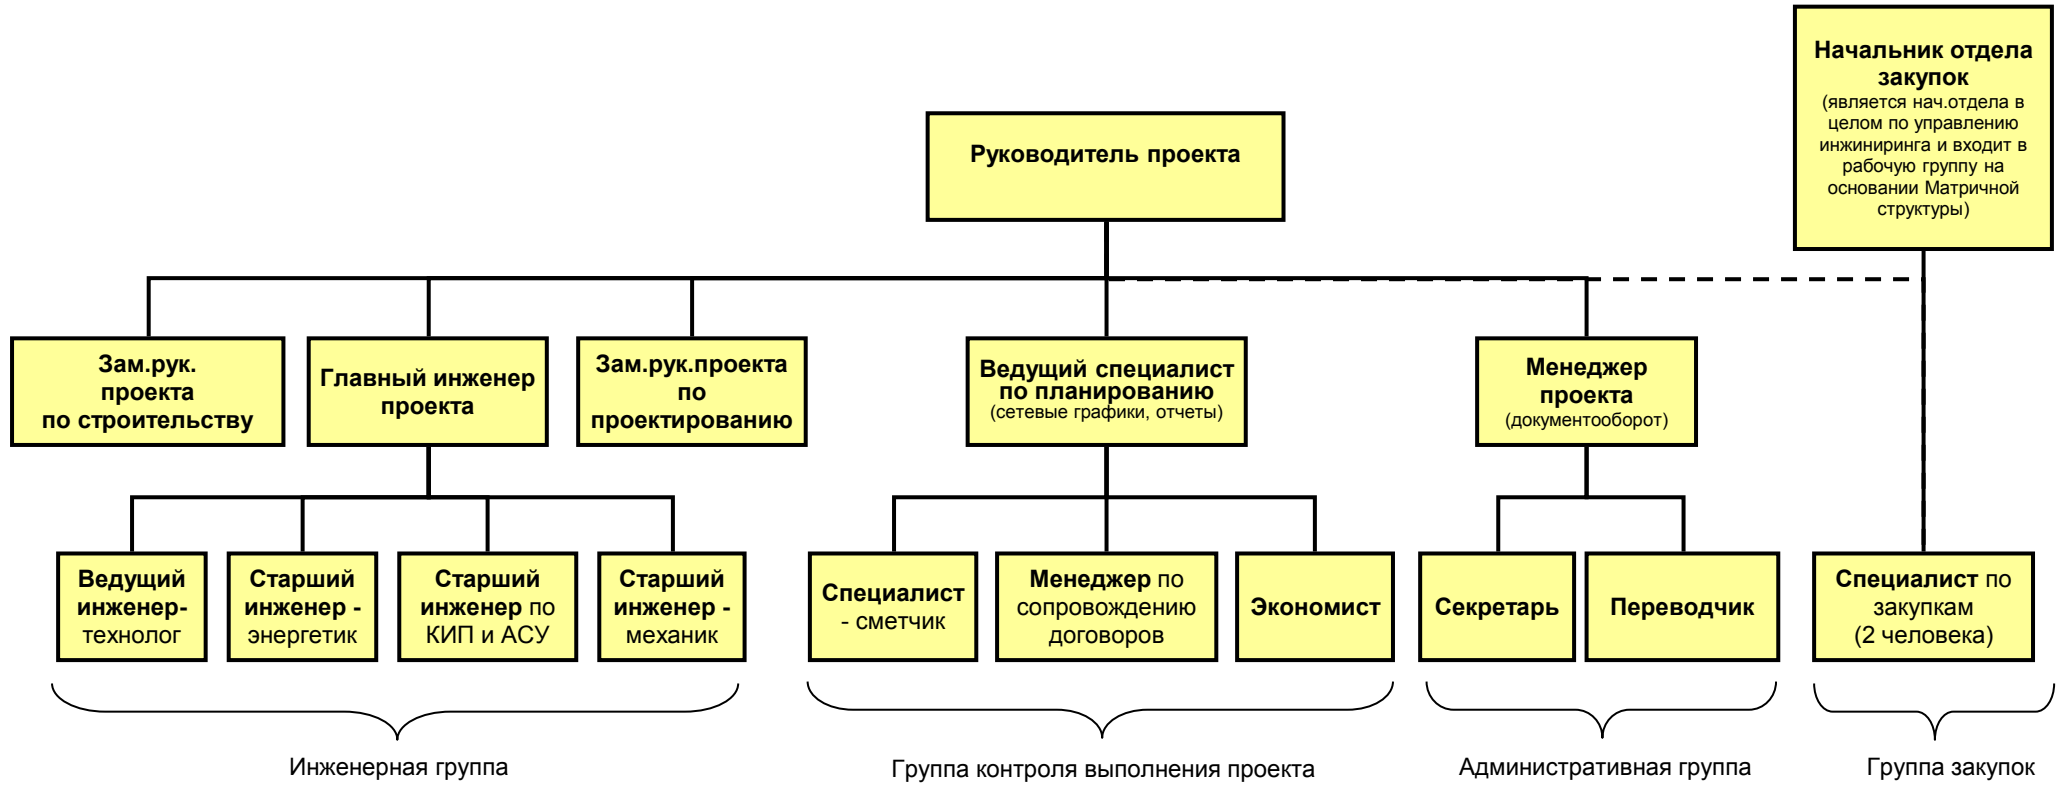 Начальник отдела
закупок
(является нач.отдела в
целом по управлению
инжиниринга и входит в
рабочую группу на
основании Матричной
структуры)
Руководитель проекта
Зам.рук.
проекта
по строительству
Главный инженер
проекта
Зам.рук.проекта
по
проектированию
Ведущий специалист
по планированию
(сетевые графики, отчеты)
Менеджер
проекта
(документооборот)
Ведущий
инженер-
технолог
Старший
инженер -
энергетик
Старший
инженер по
КИП и АСУ
Старший
инженер -
механик
Специалист
- сметчик
Менеджер по
сопровождению
договоров
Экономист
Секретарь
Переводчик
Специалист по
закупкам
(2 человека)
Инженерная группа
Группа контроля выполнения проекта
Административная группа
Группа закупок